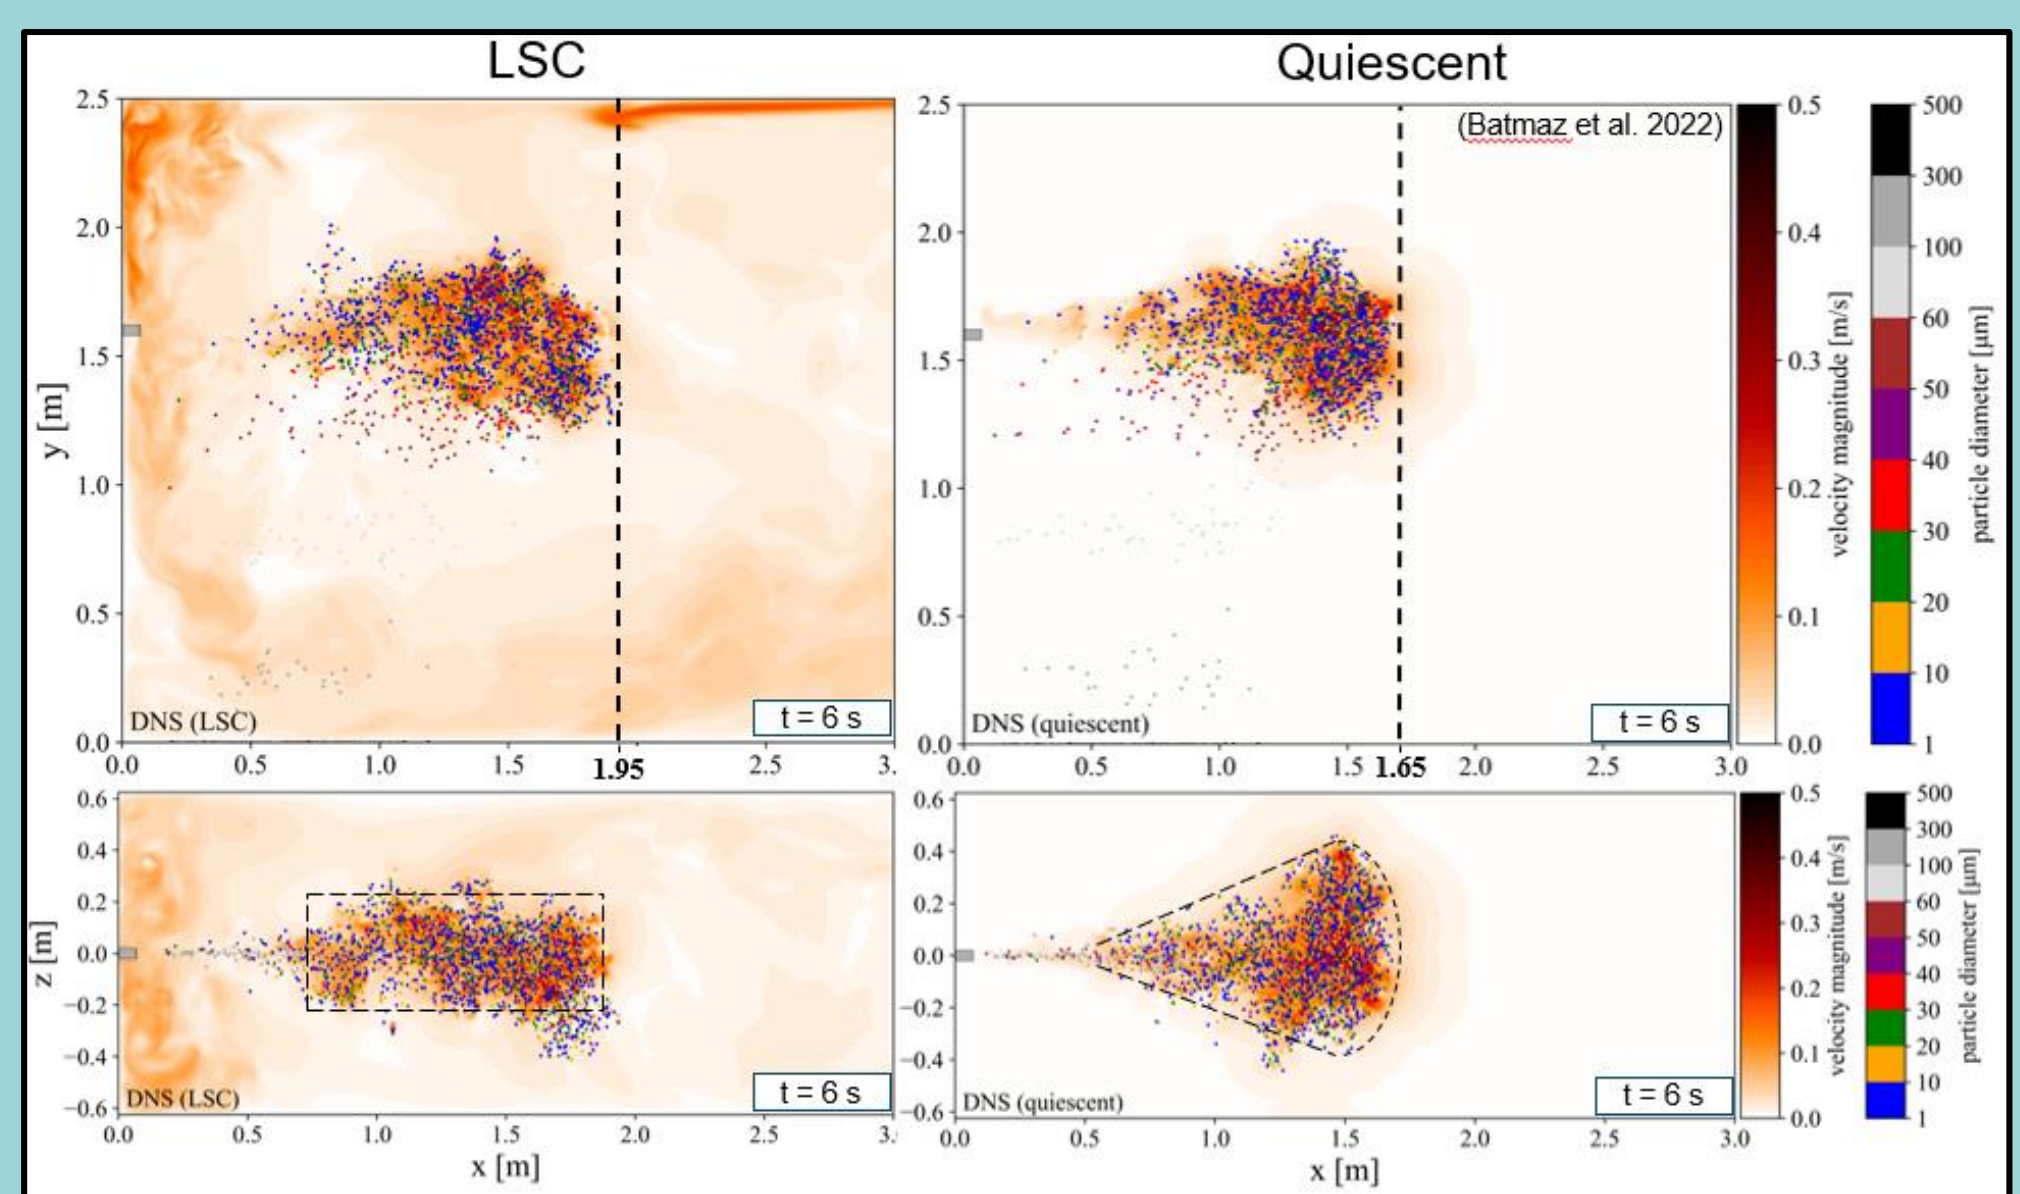 LSC
Quiescent
2.5
2.0
1.5
1.0
0.5
0.0
y [m]
DNS (LSC)
t = 6 s
0.0 0.5 1.0 1.5 1.95 2.5 3.
2.5
2.0
1.5
1.0
0.5
0.0
(Batmaz et al. 2022)
DNS (quiescent)
t = 6 s
0.0 0.5 1.0 1.5 1.65 2.0 2.5 3.0
0.5
0.4
0.3
0.2
0.1
0.0
velocity magnitude [m/s]
500
300
100
60
50
40
30
20
10
1
particle diameter [µm]
0.6
0.4
0.2
0.0
−0.2
−0.4
−0.6
z [m]
DNS (LSC)
t = 6 s
0.0 0.5 1.0 1.5 2.0 2.5 3.
x [m]
0.6
0.4
0.2
0.0
−0.2
−0.4
−0.6
DNS (quiescent)
t = 6 s
0.0 0.5 1.0 1.5 2.0 2.5 3.0
x [m]
0.5
0.4
0.3
0.2
0.1
0.0
velocity magnitude [m/s]
500
300
100
60
50
40
30
20
10
1
particle diameter [µm]